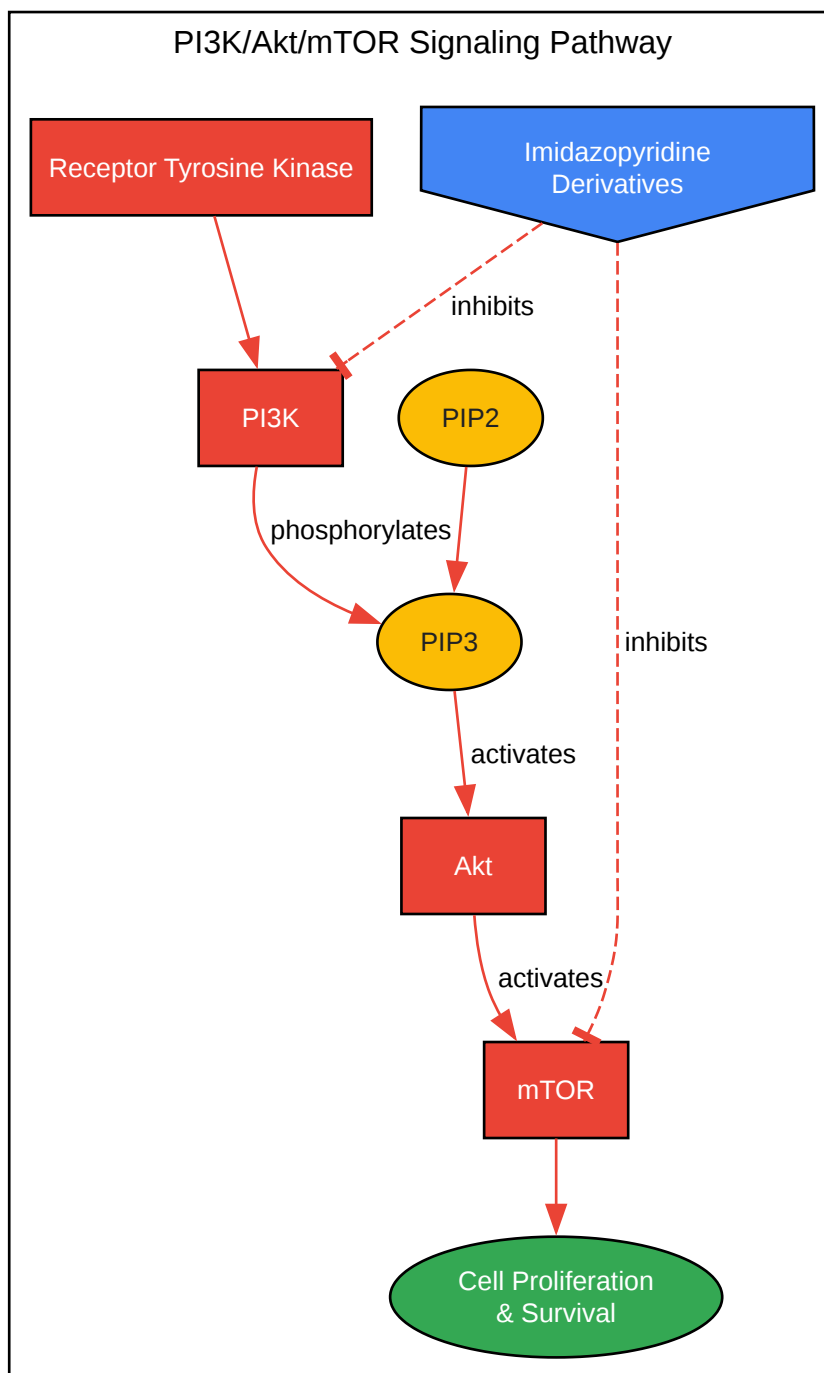 PI3K/Akt/mTOR Signaling Pathway
Receptor Tyrosine Kinase
Imidazopyridine
Derivatives
inhibits
PI3K
PIP2
phosphorylates
PIP3
inhibits
activates
Akt
activates
mTOR
Cell Proliferation
& Survival